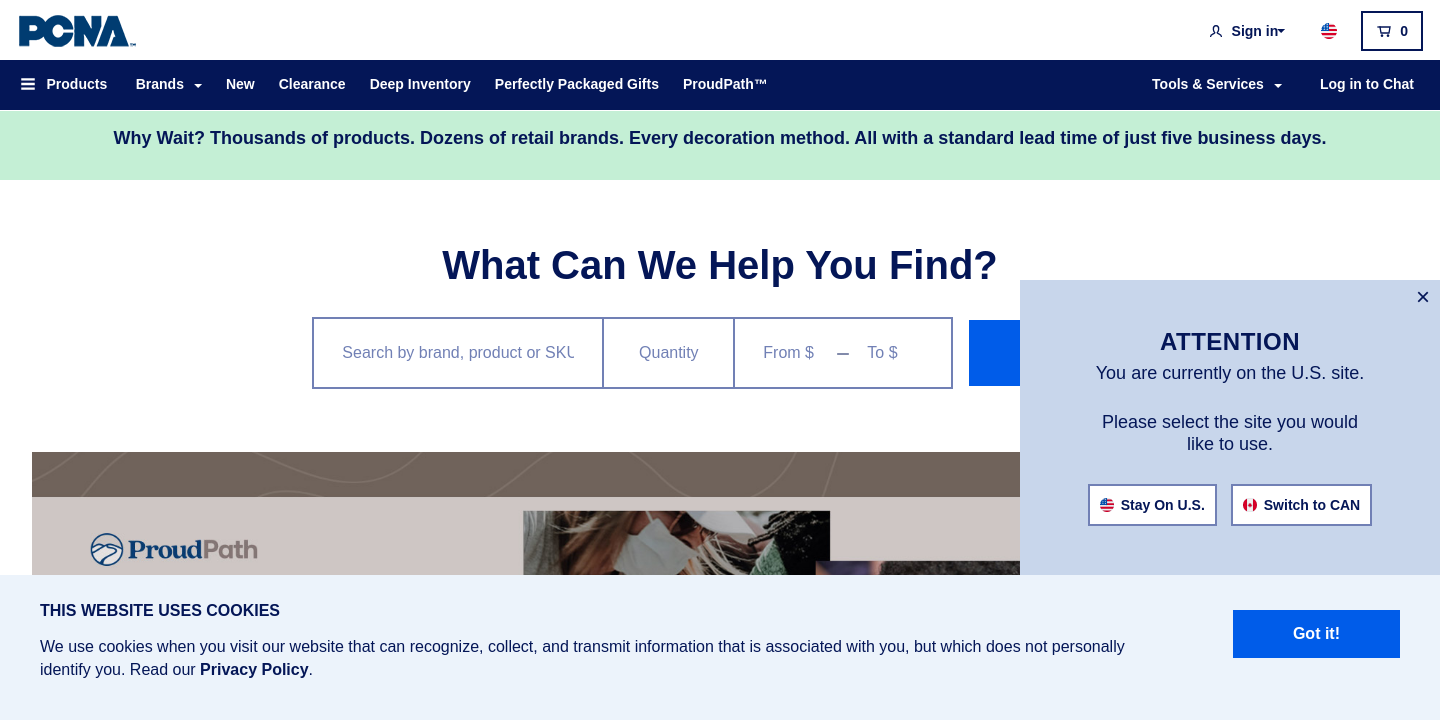 PCNA™
Sign in
0
Products
Brands
New
Clearance
Deep Inventory
Perfectly Packaged Gifts
ProudPath™
Tools & Services
Log in to Chat
Why Wait? Thousands of products. Dozens of retail brands. Every decoration method. All with a standard lead time of just five business days.
What Can We Help You Find?
Search by brand, product or SKU
Quantity
From $
–
To $
×
ATTENTION
You are currently on the U.S. site.
Please select the site you would
like to use.
Stay On U.S.
Switch to CAN
ProudPath
THIS WEBSITE USES COOKIES
We use cookies when you visit our website that can recognize, collect, and transmit information that is associated with you, but which does not personally
identify you. Read our Privacy Policy.
Got it!